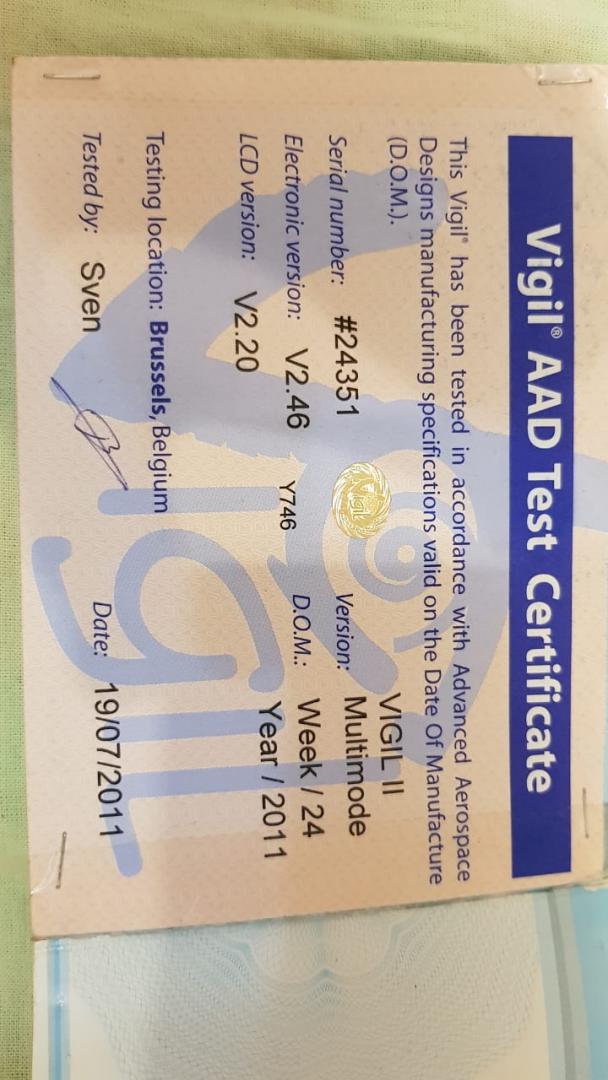 Vigil® AAD Test Certificate
This Vigil® has been tested in accordance with Advanced Aerospace
Designs manufacturing specifications valid on the Date Of Manufacture
(D.O.M.).
Serial number: #24351 Version: VIGIL II
Multimode
Electronic version: V2.46 Y746 D.O.M.: Week / 24
LCD version: V2.20 Year / 2011
Testing location: Brussels, Belgium
Tested by: Sven Date: 19/07/2011
Vigil
Vigil